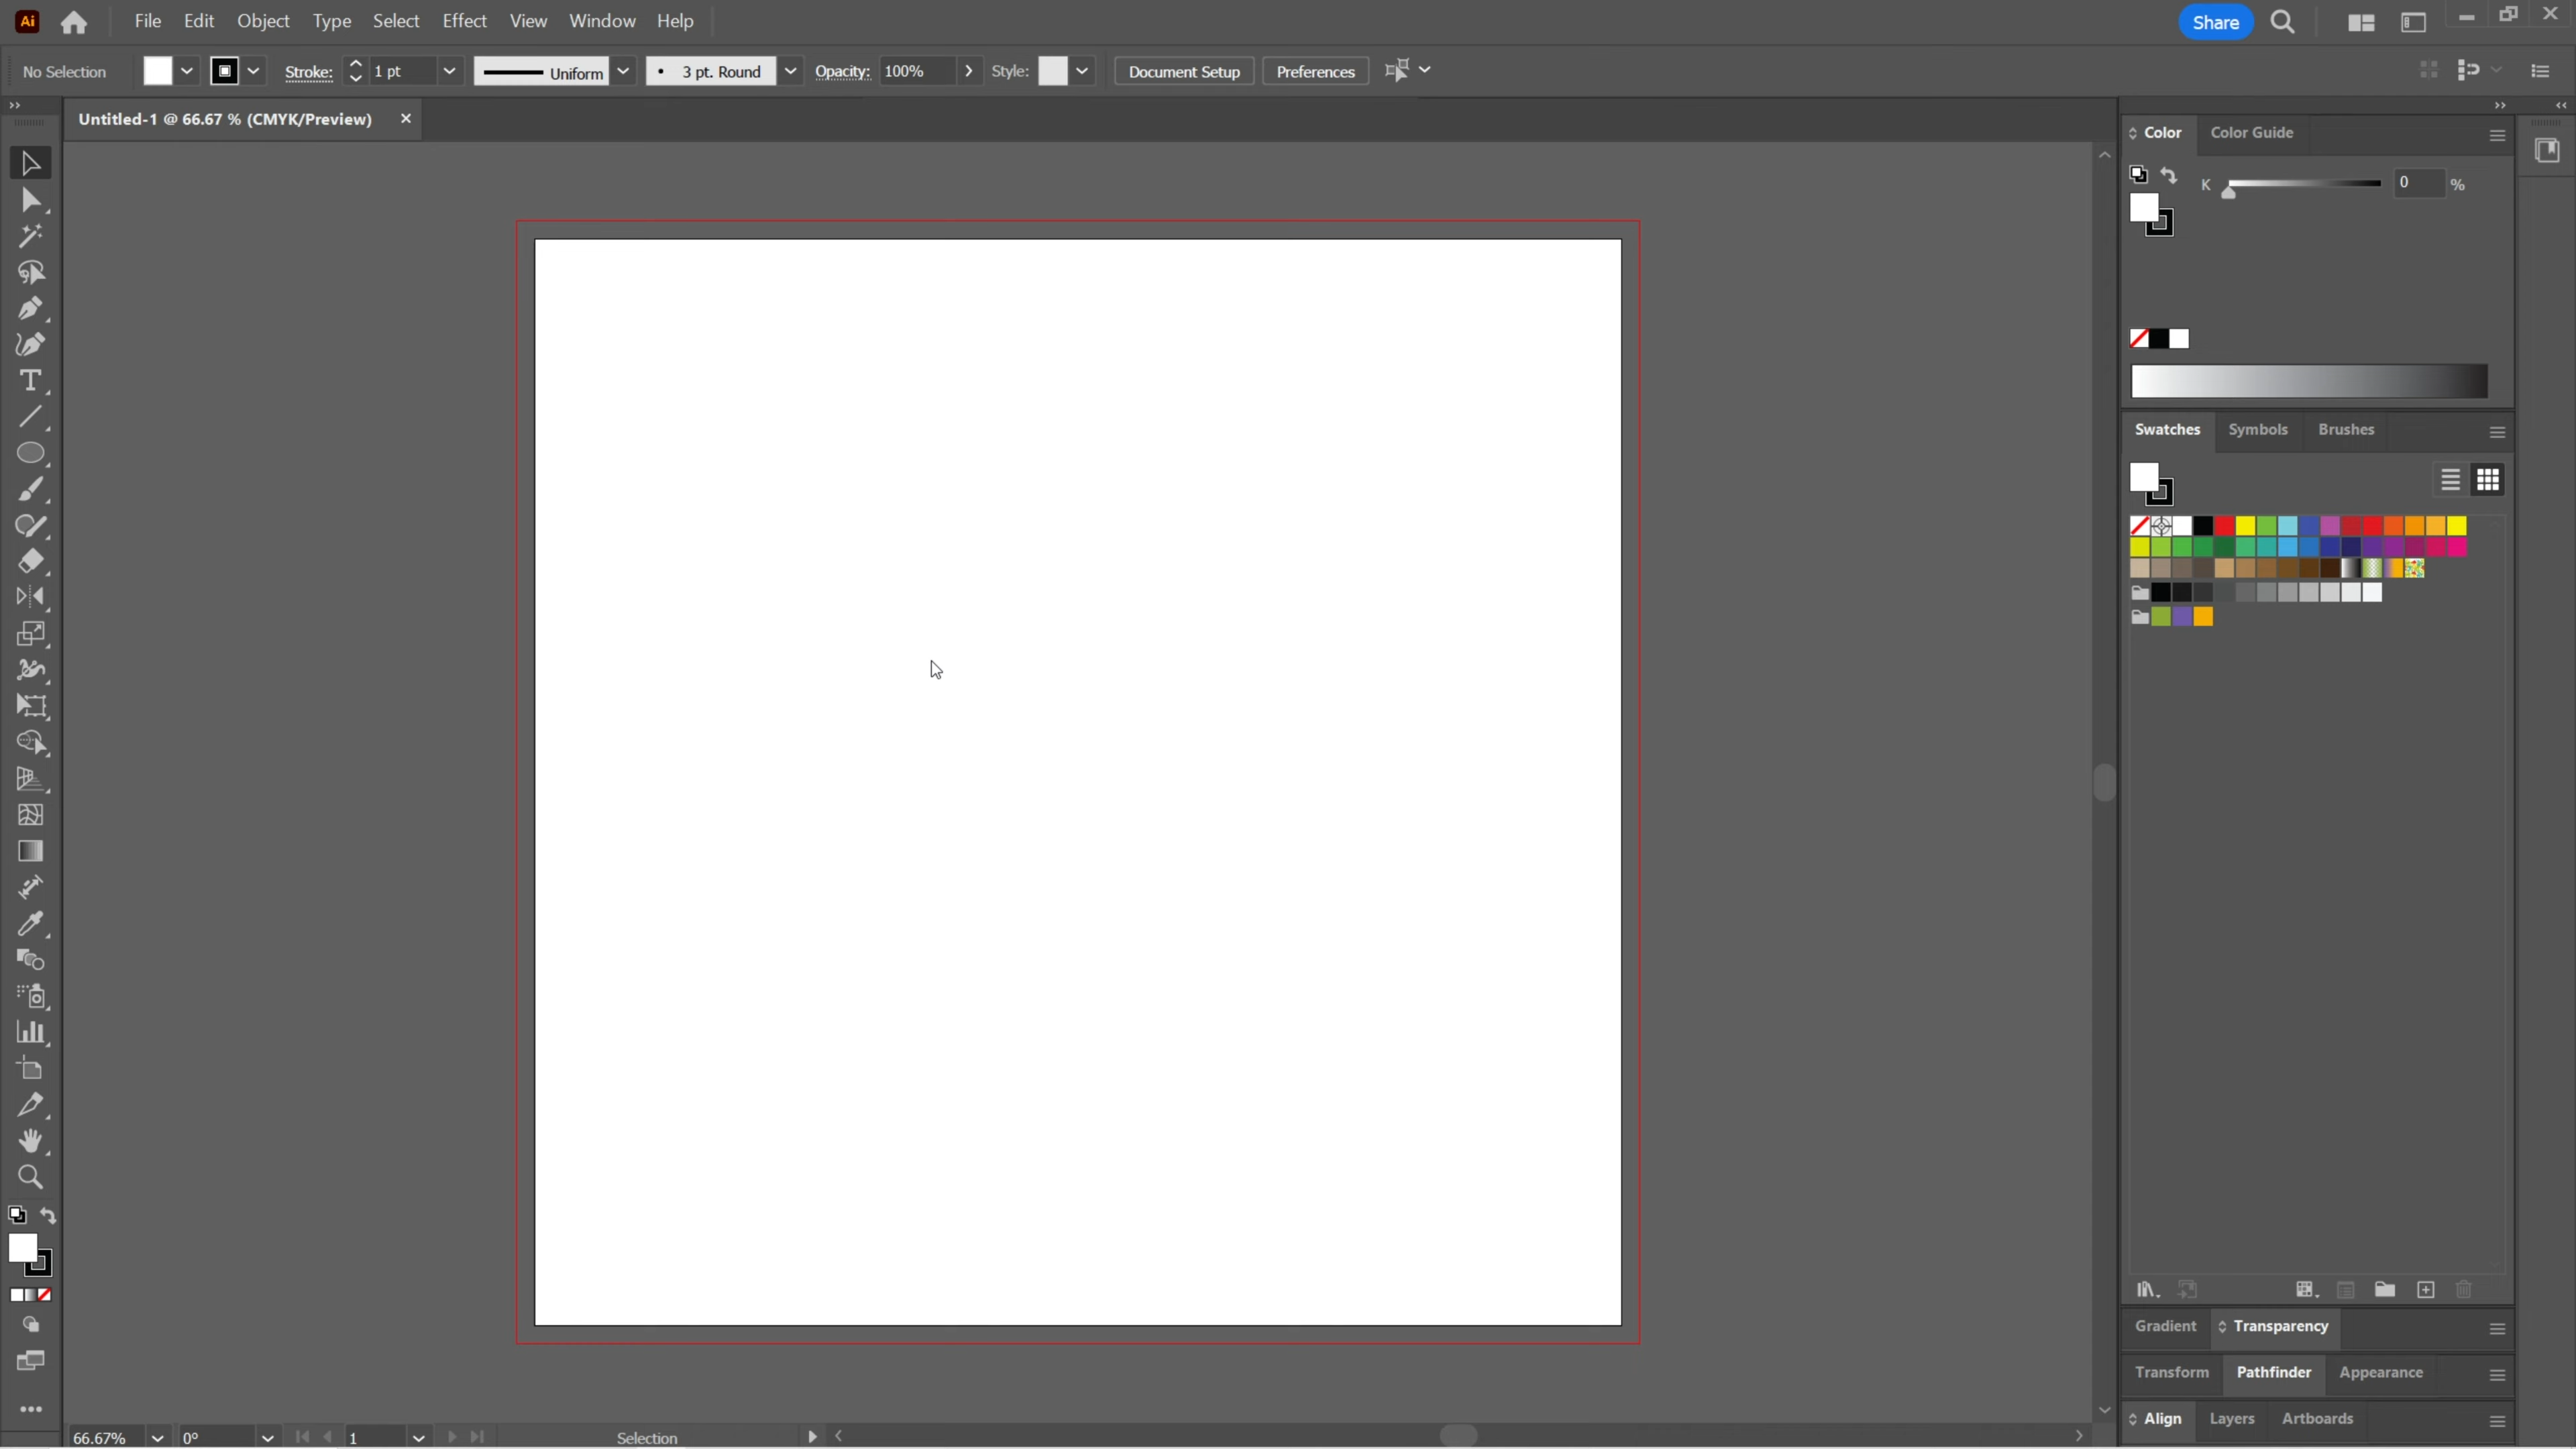 Ai File Edit Object Type Select Effect View Window Help Share
No Selection Stroke: 1 pt Uniform 3 pt. Round Opacity: 100% Style: Document Setup Preferences
Untitled-1 @ 66.67 % (CMYK/Preview)
Color Color Guide
K 0 %
Swatches Symbols Brushes
Gradient Transparency
Transform Pathfinder Appearance
Align Layers Artboards
66.67% 0° 1 Selection